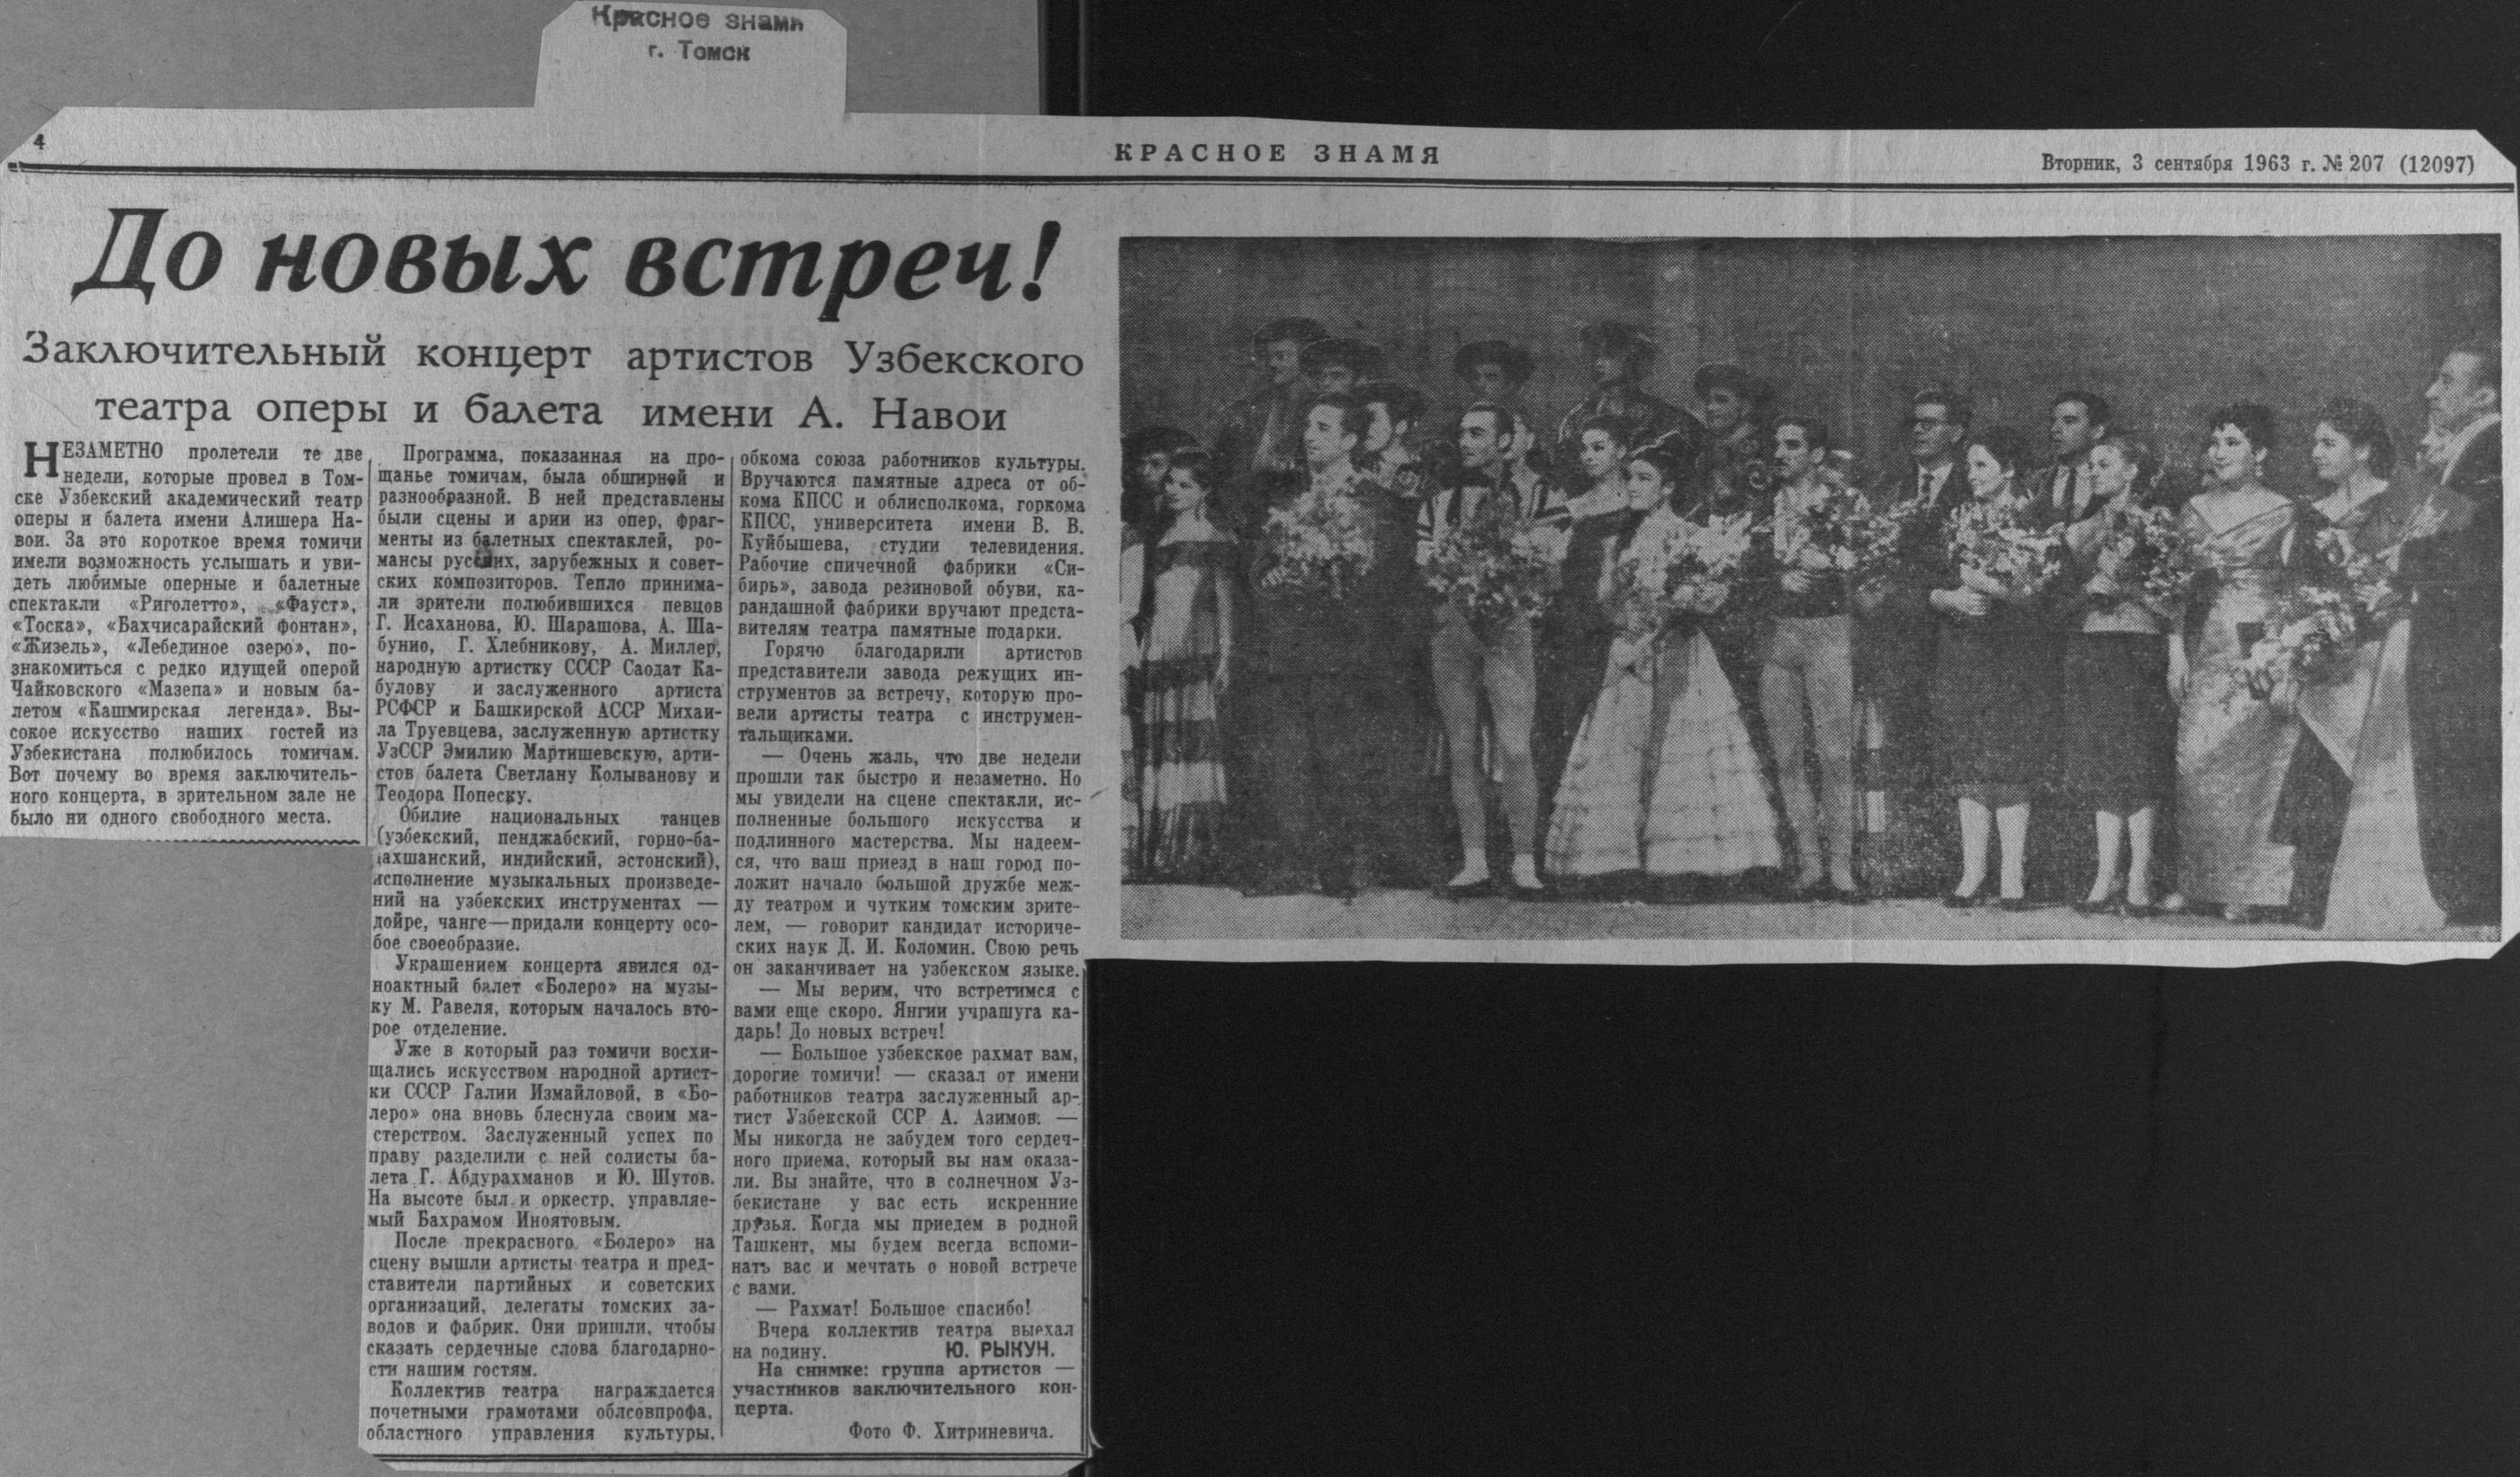 Красное знамя
г. Томск
4
КРАСНОЕ ЗНАМЯ
Вторник, 3 сентября 1963 г. № 207 (12097)
До новых встреч!
Заключительный концерт артистов Узбекского
театра оперы и балета имени А. Навои
НЕЗАМЕТНО пролетели те две
недели, которые провел в Том-
ске Узбекский академический театр
оперы и балета имени Алишера На-
вои. За это короткое время томичи
имели возможность услышать и уви-
деть любимые оперные и балетные
спектакли «Риголетто», «Фауст»,
«Тоска», «Бахчисарайский фонтан»,
«Жизель», «Лебединое озеро», по-
знакомиться с редко идущей оперой
Чайковского «Мазепа» и новым ба-
летом «Кашмирская легенда». Вы-
сокое искусство наших гостей из
Узбекистана полюбилось томичам.
Вот почему во время заключитель-
ного концерта, в зрительном зале не
было ни одного свободного места.
Программа, показанная на про-
щанье томичам, была обширней и
разнообразной. В ней представлены
были сцены и арии из опер, фраг-
менты из балетных спектаклей, ро-
мансы русских, зарубежных и совет-
ских композиторов. Тепло принима-
ли зрители полюбившихся певцов
Г. Исаханова, Ю. Шарашова, А. Ша-
бунио, Г. Хлебникову, А. Миллер,
народную артистку СССР Саодат Ка-
булову и заслуженного артиста
РСФСР и Башкирской АССР Михаи-
ла Труевцева, заслуженную артистку
УзССР Эмилию Мартишевскую, арти-
стов балета Светлану Колыванову и
Теодора Попеску.
Обилие национальных танцев
(узбекский, пенджабский, горно-ба-
дахшанский, индийский, эстонский),
исполнение музыкальных произведе-
ний на узбекских инструментах —
дойре, чанге—придали концерту осо-
бое своеобразие.
Украшением концерта явился од-
ноактный балет «Болеро» на музы-
ку М. Равеля, которым началось вто-
рое отделение.
Уже в который раз томичи восхи-
щались искусством народной артист-
ки СССР Галии Измайловой, в «Бо-
леро» она вновь блеснула своим ма-
стерством. Заслуженный успех по
праву разделили с ней солисты ба-
лета Г. Абдурахманов и Ю. Шутов.
На высоте был и оркестр, управляе-
мый Бахрамом Иноятовым.
После прекрасного «Болеро» на
сцену вышли артисты театра и пред-
ставители партийных и советских
организаций, делегаты томских за-
водов и фабрик. Они пришли, чтобы
сказать сердечные слова благодарно-
сти нашим гостям.
Коллектив театра награждается
почетными грамотами облсовпрофа,
областного управления культуры,
обкома союза работников культуры.
Вручаются памятные адреса от об-
кома КПСС и облисполкома, горкома
КПСС, университета имени В. В.
Куйбышева, студии телевидения.
Рабочие спичечной фабрики «Си-
бирь», завода резиновой обуви, ка-
рандашной фабрики вручают предста-
вителям театра памятные подарки.
Горячо благодарили артистов
представители завода режущих ин-
струментов за встречу, которую про-
вели артисты театра с инструмен-
тальщиками.
— Очень жаль, что две недели
прошли так быстро и незаметно. Но
мы увидели на сцене спектакли, ис-
полненные большого искусства и
подлинного мастерства. Мы надеем-
ся, что ваш приезд в наш город по-
ложит начало большой дружбе меж-
ду театром и чутким томским зрите-
лем, — говорит кандидат историче-
ских наук Д. И. Коломин. Свою речь
он заканчивает на узбекском языке.
— Мы верим, что встретимся с
вами еще скоро. Янгии учрашуга ка-
дарь! До новых встреч!
— Большое узбекское рахмат вам,
дорогие томичи! — сказал от имени
работников театра заслуженный ар-
тист Узбекской ССР А. Азимов. —
Мы никогда не забудем того сердеч-
ного приема, который вы нам оказа-
ли. Вы знайте, что в солнечном Уз-
бекистане у вас есть искренние
друзья. Когда мы приедем в родной
Ташкент, мы будем всегда вспоми-
нать вас и мечтать о новой встрече
с вами.
— Рахмат! Большое спасибо!
Вчера коллектив театра выехал
на родину.
Ю. РЫКУН.
На снимке: группа артистов —
участников заключительного кон-
церта.
Фото Ф. Хитриневича.